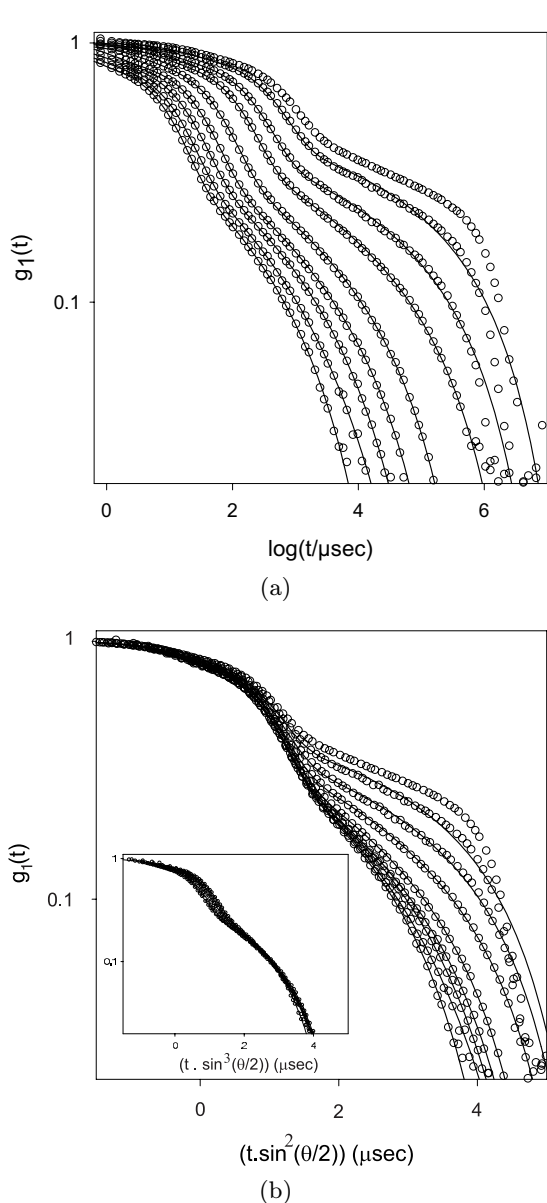 1
0.1
g1(t)
0
2
4
6
log(t/μsec)
(a)
1
0.1
g1(t)
1
0.1
0
2
4
(t . sin3(θ/2)) (μsec)
0
2
4
(t.sin2(θ/2)) (μsec)
(b)